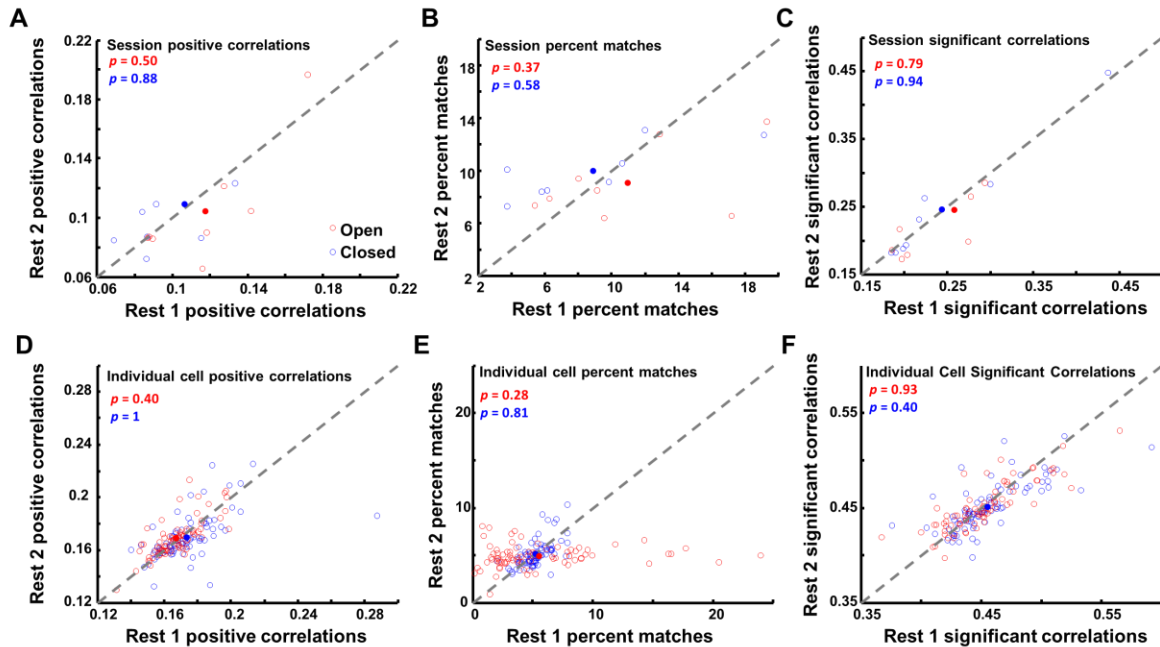 A
Session positive correlations
p = 0.50
p = 0.88
0.22
0.18
0.14
0.1
0.06
Rest 2 positive correlations
Open
Closed
0.06
0.1
0.14
0.18
0.22
Rest 1 positive correlations
B
Session percent matches
p = 0.37
p = 0.58
18
14
10
6
2
Rest 2 percent matches
2
6
10
14
18
Rest 1 percent matches
C
Session significant correlations
p = 0.79
p = 0.94
0.45
0.35
0.25
0.15
Rest 2 significant correlations
0.15
0.25
0.35
0.45
Rest 1 significant correlations
D
Individual cell positive correlations
p = 0.40
p = 1
0.28
0.24
0.2
0.16
0.12
Rest 2 positive correlations
0.12
0.16
0.2
0.24
0.28
Rest 1 positive correlations
E
Individual cell percent matches
p = 0.28
p = 0.81
20
10
0
Rest 2 percent matches
0
10
20
Rest 1 percent matches
F
Individual Cell Significant Correlations
p = 0.93
p = 0.40
0.55
0.45
0.35
Rest 2 significant correlations
0.35
0.45
0.55
Rest 1 significant correlations